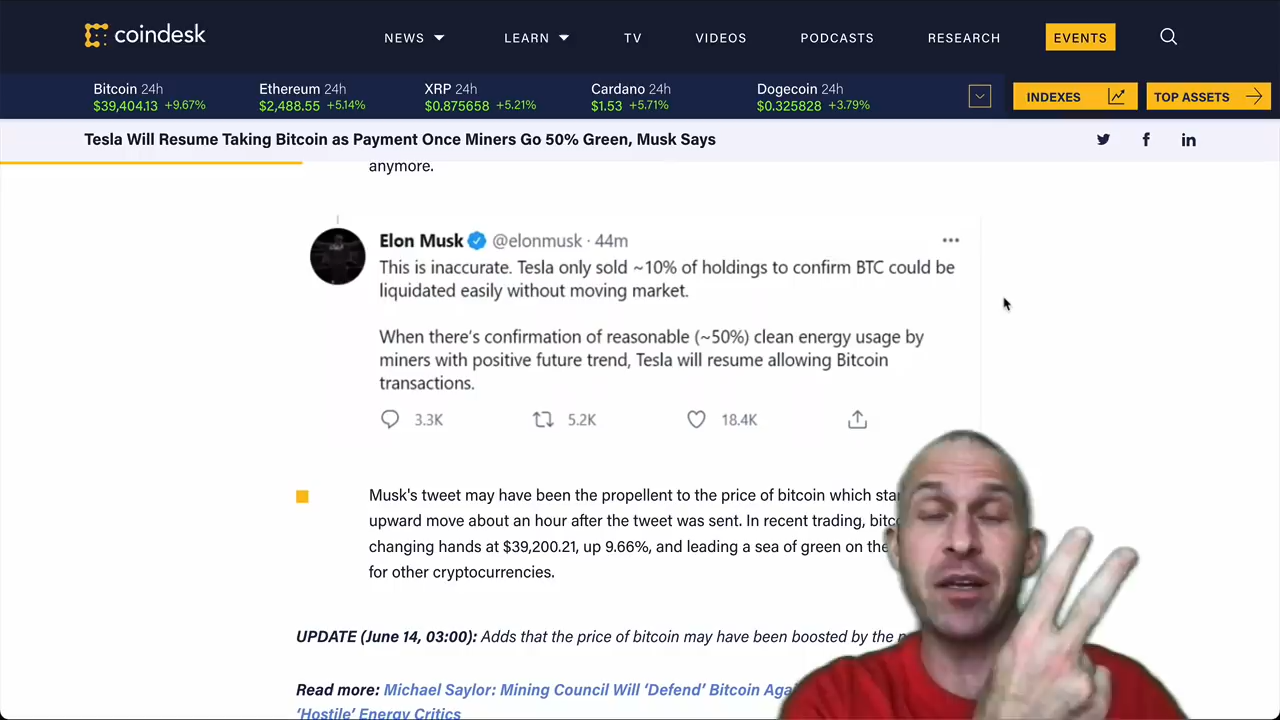 coindesk
NEWS LEARN TV VIDEOS PODCASTS RESEARCH EVENTS
Bitcoin 24h Ethereum 24h XRP 24h Cardano 24h Dogecoin 24h
$39,404.13 +9.67% $2,488.55 +5.14% $0.875658 +5.21% $1.53 +5.71% $0.325828 +3.79%
INDEXES TOP ASSETS
Tesla Will Resume Taking Bitcoin as Payment Once Miners Go 50% Green, Musk Says
anymore.
Elon Musk @elonmusk · 44m
This is inaccurate. Tesla only sold ~10% of holdings to confirm BTC could be
liquidated easily without moving market.
When there's confirmation of reasonable (~50%) clean energy usage by
miners with positive future trend, Tesla will resume allowing Bitcoin
transactions.
3.3K 5.2K 18.4K
Musk's tweet may have been the propellent to the price of bitcoin which
upward move about an hour after the tweet was sent. In recent trading,
changing hands at $39,200.21, up 9.66%, and leading a sea of green on the
for other cryptocurrencies.
UPDATE (June 14, 03:00): Adds that the price of bitcoin may have been boosted by the
Read more: Michael Saylor: Mining Council Will 'Defend' Bitcoin
'Hostile' Energy Critics